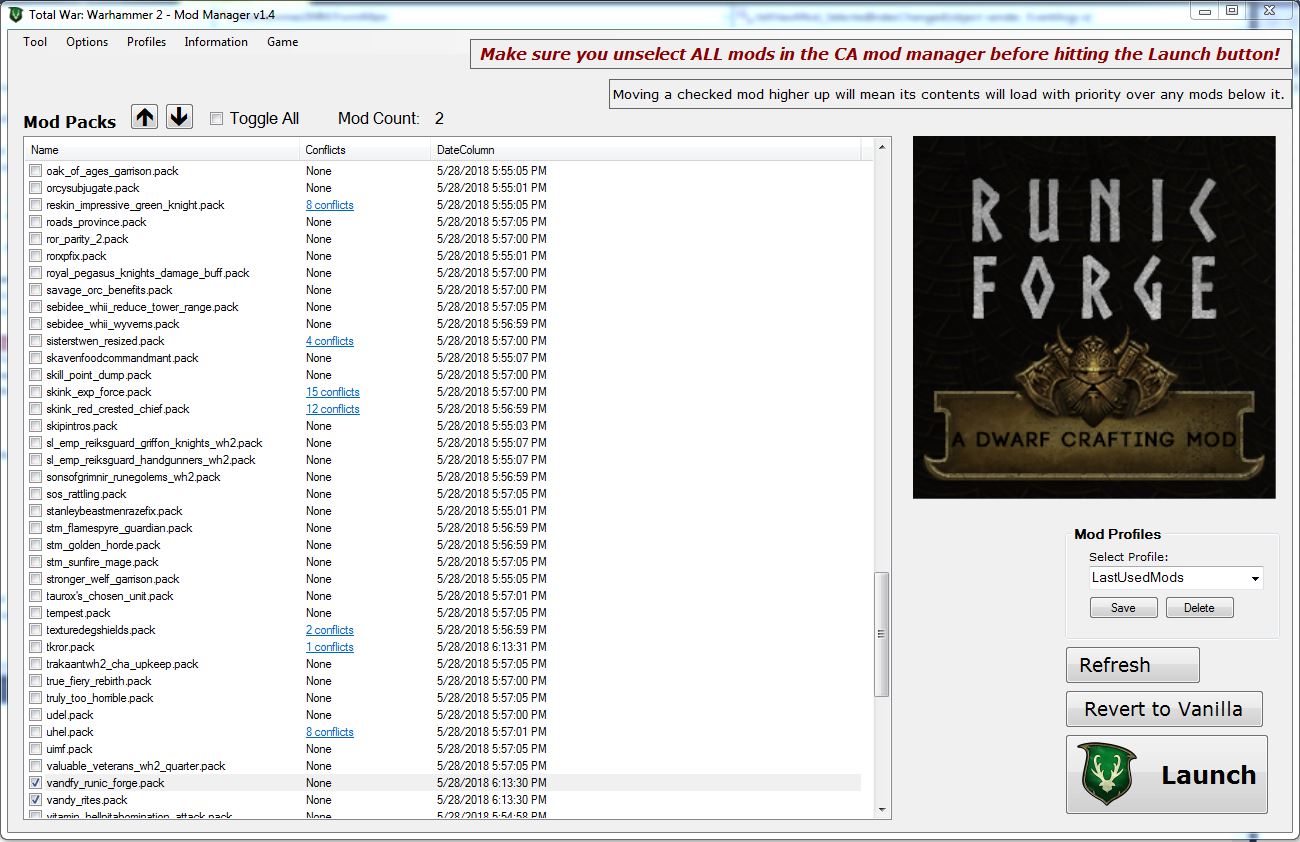 Total War: Warhammer 2 - Mod Manager v1.4
Tool Options Profiles Information Game
Make sure you unselect ALL mods in the CA mod manager before hitting the Launch button!
Moving a checked mod higher up will mean its contents will load with priority over any mods below it.
Mod Packs Toggle All Mod Count: 2
Name Conflicts DateColumn
oak_of_ages_garrison.pack None 5/28/2018 5:55:05 PM
orcysubjugate.pack None 5/28/2018 5:55:01 PM
reskin_impressive_green_knight.pack 8 conflicts 5/28/2018 5:55:05 PM
roads_province.pack None 5/28/2018 5:57:05 PM
ror_parity_2.pack None 5/28/2018 5:57:00 PM
rorxpfix.pack None 5/28/2018 5:55:01 PM
royal_pegasus_knights_damage_buff.pack None 5/28/2018 5:57:00 PM
savage_orc_benefits.pack None 5/28/2018 5:57:00 PM
sebidee_whii_reduce_tower_range.pack None 5/28/2018 5:57:05 PM
sebidee_whii_wyverns.pack None 5/28/2018 5:56:59 PM
sisterstwen_resized.pack 4 conflicts 5/28/2018 5:57:00 PM
skavenfoodcommandmant.pack None 5/28/2018 5:55:07 PM
skill_point_dump.pack None 5/28/2018 5:57:00 PM
skink_exp_force.pack 15 conflicts 5/28/2018 5:57:00 PM
skink_red_crested_chief.pack 12 conflicts 5/28/2018 5:56:59 PM
skipintros.pack None 5/28/2018 5:55:03 PM
sl_emp_reiksguard_griffon_knights_wh2.pack None 5/28/2018 5:55:07 PM
sl_emp_reiksguard_handgunners_wh2.pack None 5/28/2018 5:55:07 PM
sonsofgrimnir_runegolems_wh2.pack None 5/28/2018 5:56:59 PM
sos_rattling.pack None 5/28/2018 5:57:05 PM
stanleybeastmenrazefix.pack None 5/28/2018 5:55:01 PM
stm_flamespyre_guardian.pack None 5/28/2018 5:56:59 PM
stm_golden_horde.pack None 5/28/2018 5:56:59 PM
stm_sunfire_mage.pack None 5/28/2018 5:57:05 PM
stronger_welf_garrison.pack None 5/28/2018 5:55:05 PM
taurox's_chosen_unit.pack None 5/28/2018 5:57:01 PM
tempest.pack None 5/28/2018 5:57:05 PM
texturedegshields.pack 2 conflicts 5/28/2018 5:56:59 PM
tkror.pack 1 conflicts 5/28/2018 6:13:31 PM
trakaantwh2_cha_upkeep.pack None 5/28/2018 5:57:05 PM
true_fiery_rebirth.pack None 5/28/2018 5:57:00 PM
truly_too_horrible.pack None 5/28/2018 5:57:05 PM
udel.pack None 5/28/2018 5:57:00 PM
uhel.pack 8 conflicts 5/28/2018 5:57:01 PM
uimf.pack None 5/28/2018 5:57:05 PM
valuable_veterans_wh2_quarter.pack None 5/28/2018 5:57:05 PM
vandfy_runic_forge.pack None 5/28/2018 6:13:30 PM
vandy_rites.pack None 5/28/2018 6:13:30 PM
vitamin_hellpitabomination_attack.pack None 5/28/2018 5:54:58 PM
RUNIC
FORGE
A DWARF CRAFTING MOD
Mod Profiles
Select Profile:
LastUsedMods
Save Delete
Refresh
Revert to Vanilla
Launch